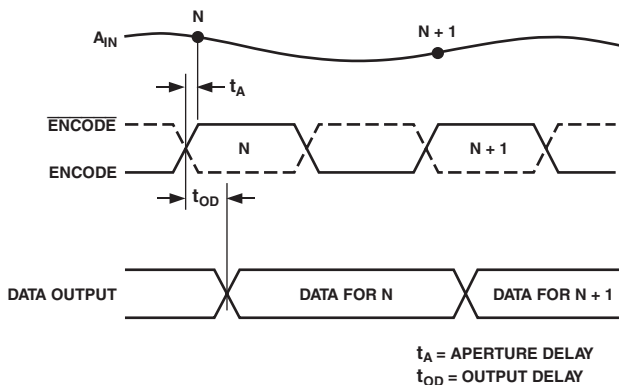 N
A_IN
N + 1
t_A
ENCODE
N
N + 1
ENCODE
t_OD
DATA OUTPUT
DATA FOR N
DATA FOR N + 1
t_A = APERTURE DELAY
t_OD = OUTPUT DELAY